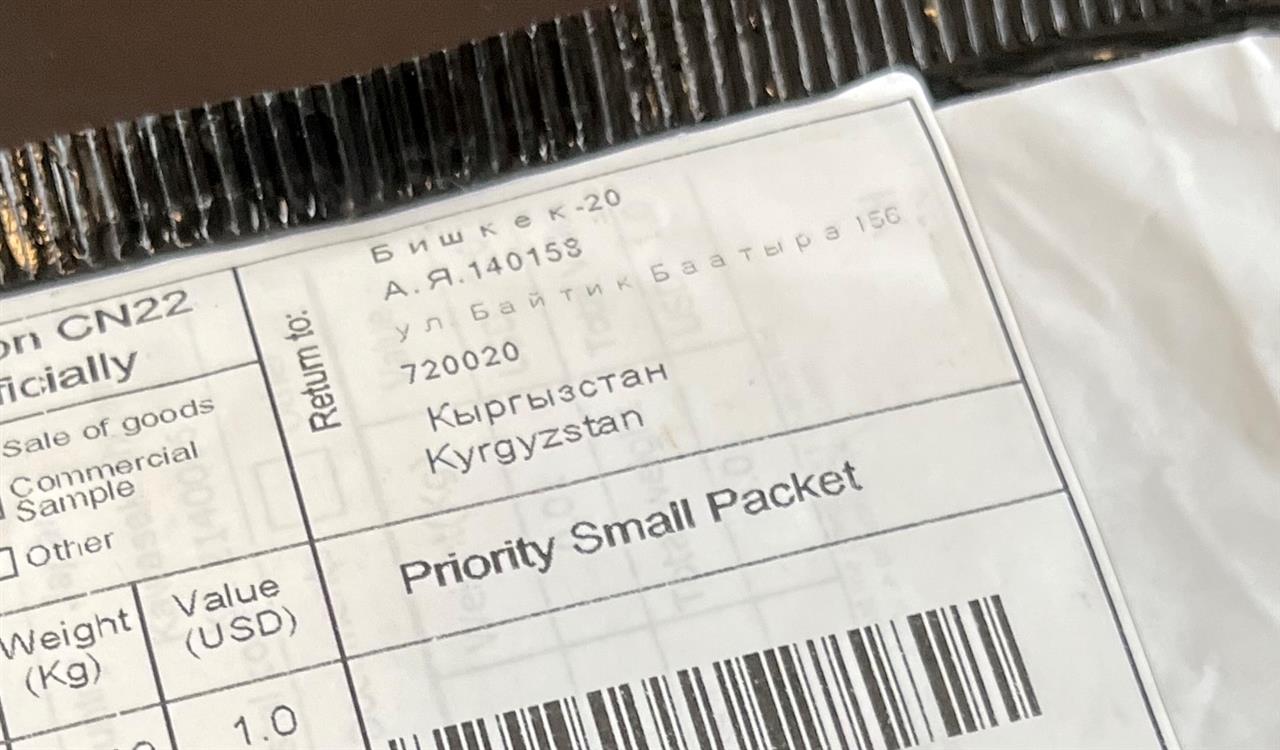 on CN22
ficially
Sale of goods
Commercial
Sample
Other
Weight
(Kg)
Value
(USD)
1.0
Return to:
Бишкек-20
А.Я.140153
ул Байтик Баатыра 156
720020
Кыргызстан
Kyrgyzstan
Priority Small Packet